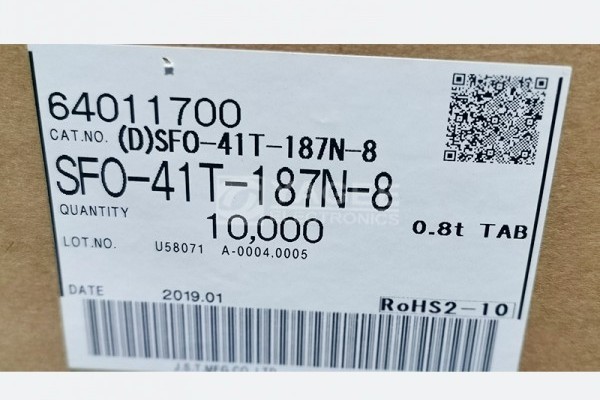 64011700
CAT.NO. (D)SFO-41T-187N-8
SFO-41T-187N-8
QUANTITY 10,000 0.8t TAB
ELECTRONICS
LOT.NO. U58071 A-0004.0005
DATE 2019.01 RoHS2-10
J.S.T.MFG.CO.,LTD.